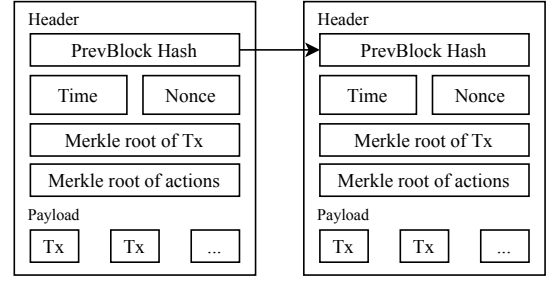 Header
PrevBlock Hash
Time Nonce
Merkle root of Tx
Merkle root of actions
Payload
Tx Tx ...
Header
PrevBlock Hash
Time Nonce
Merkle root of Tx
Merkle root of actions
Payload
Tx Tx ...